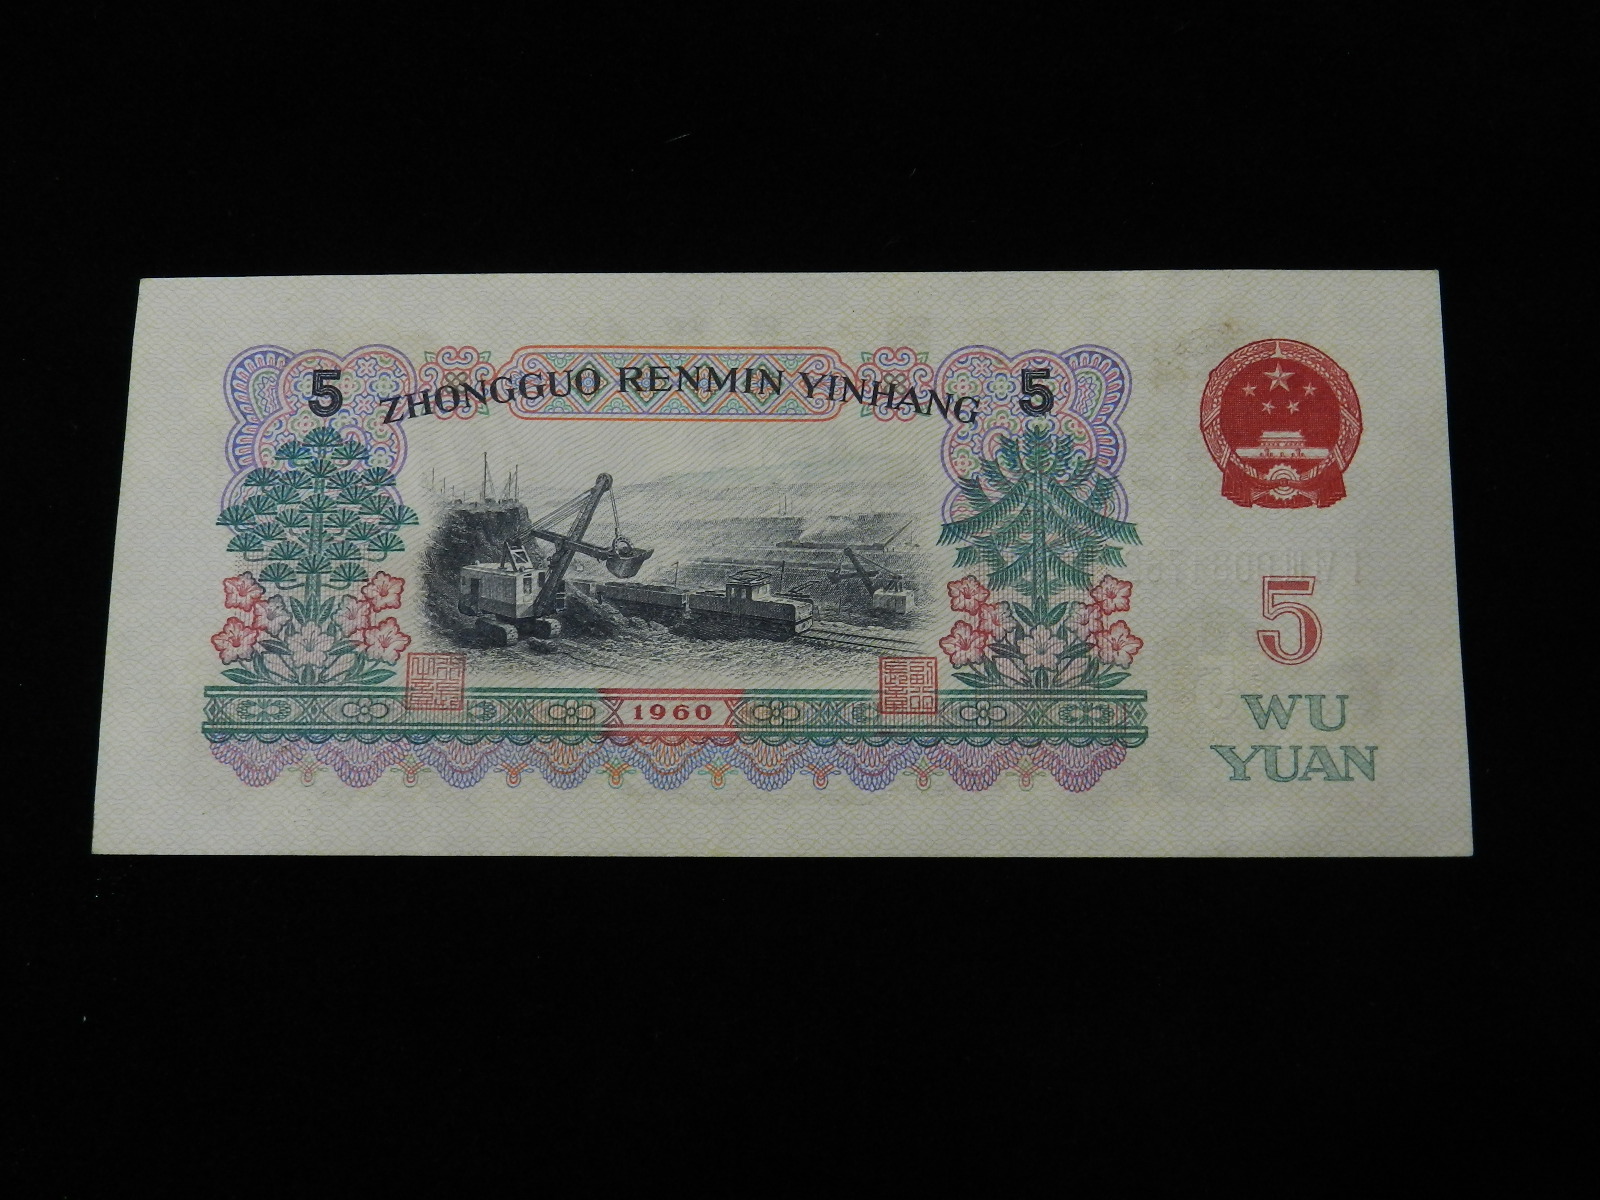 5 ZHONGGUO RENMIN YINHANG 5
1960
5
WU
YUAN